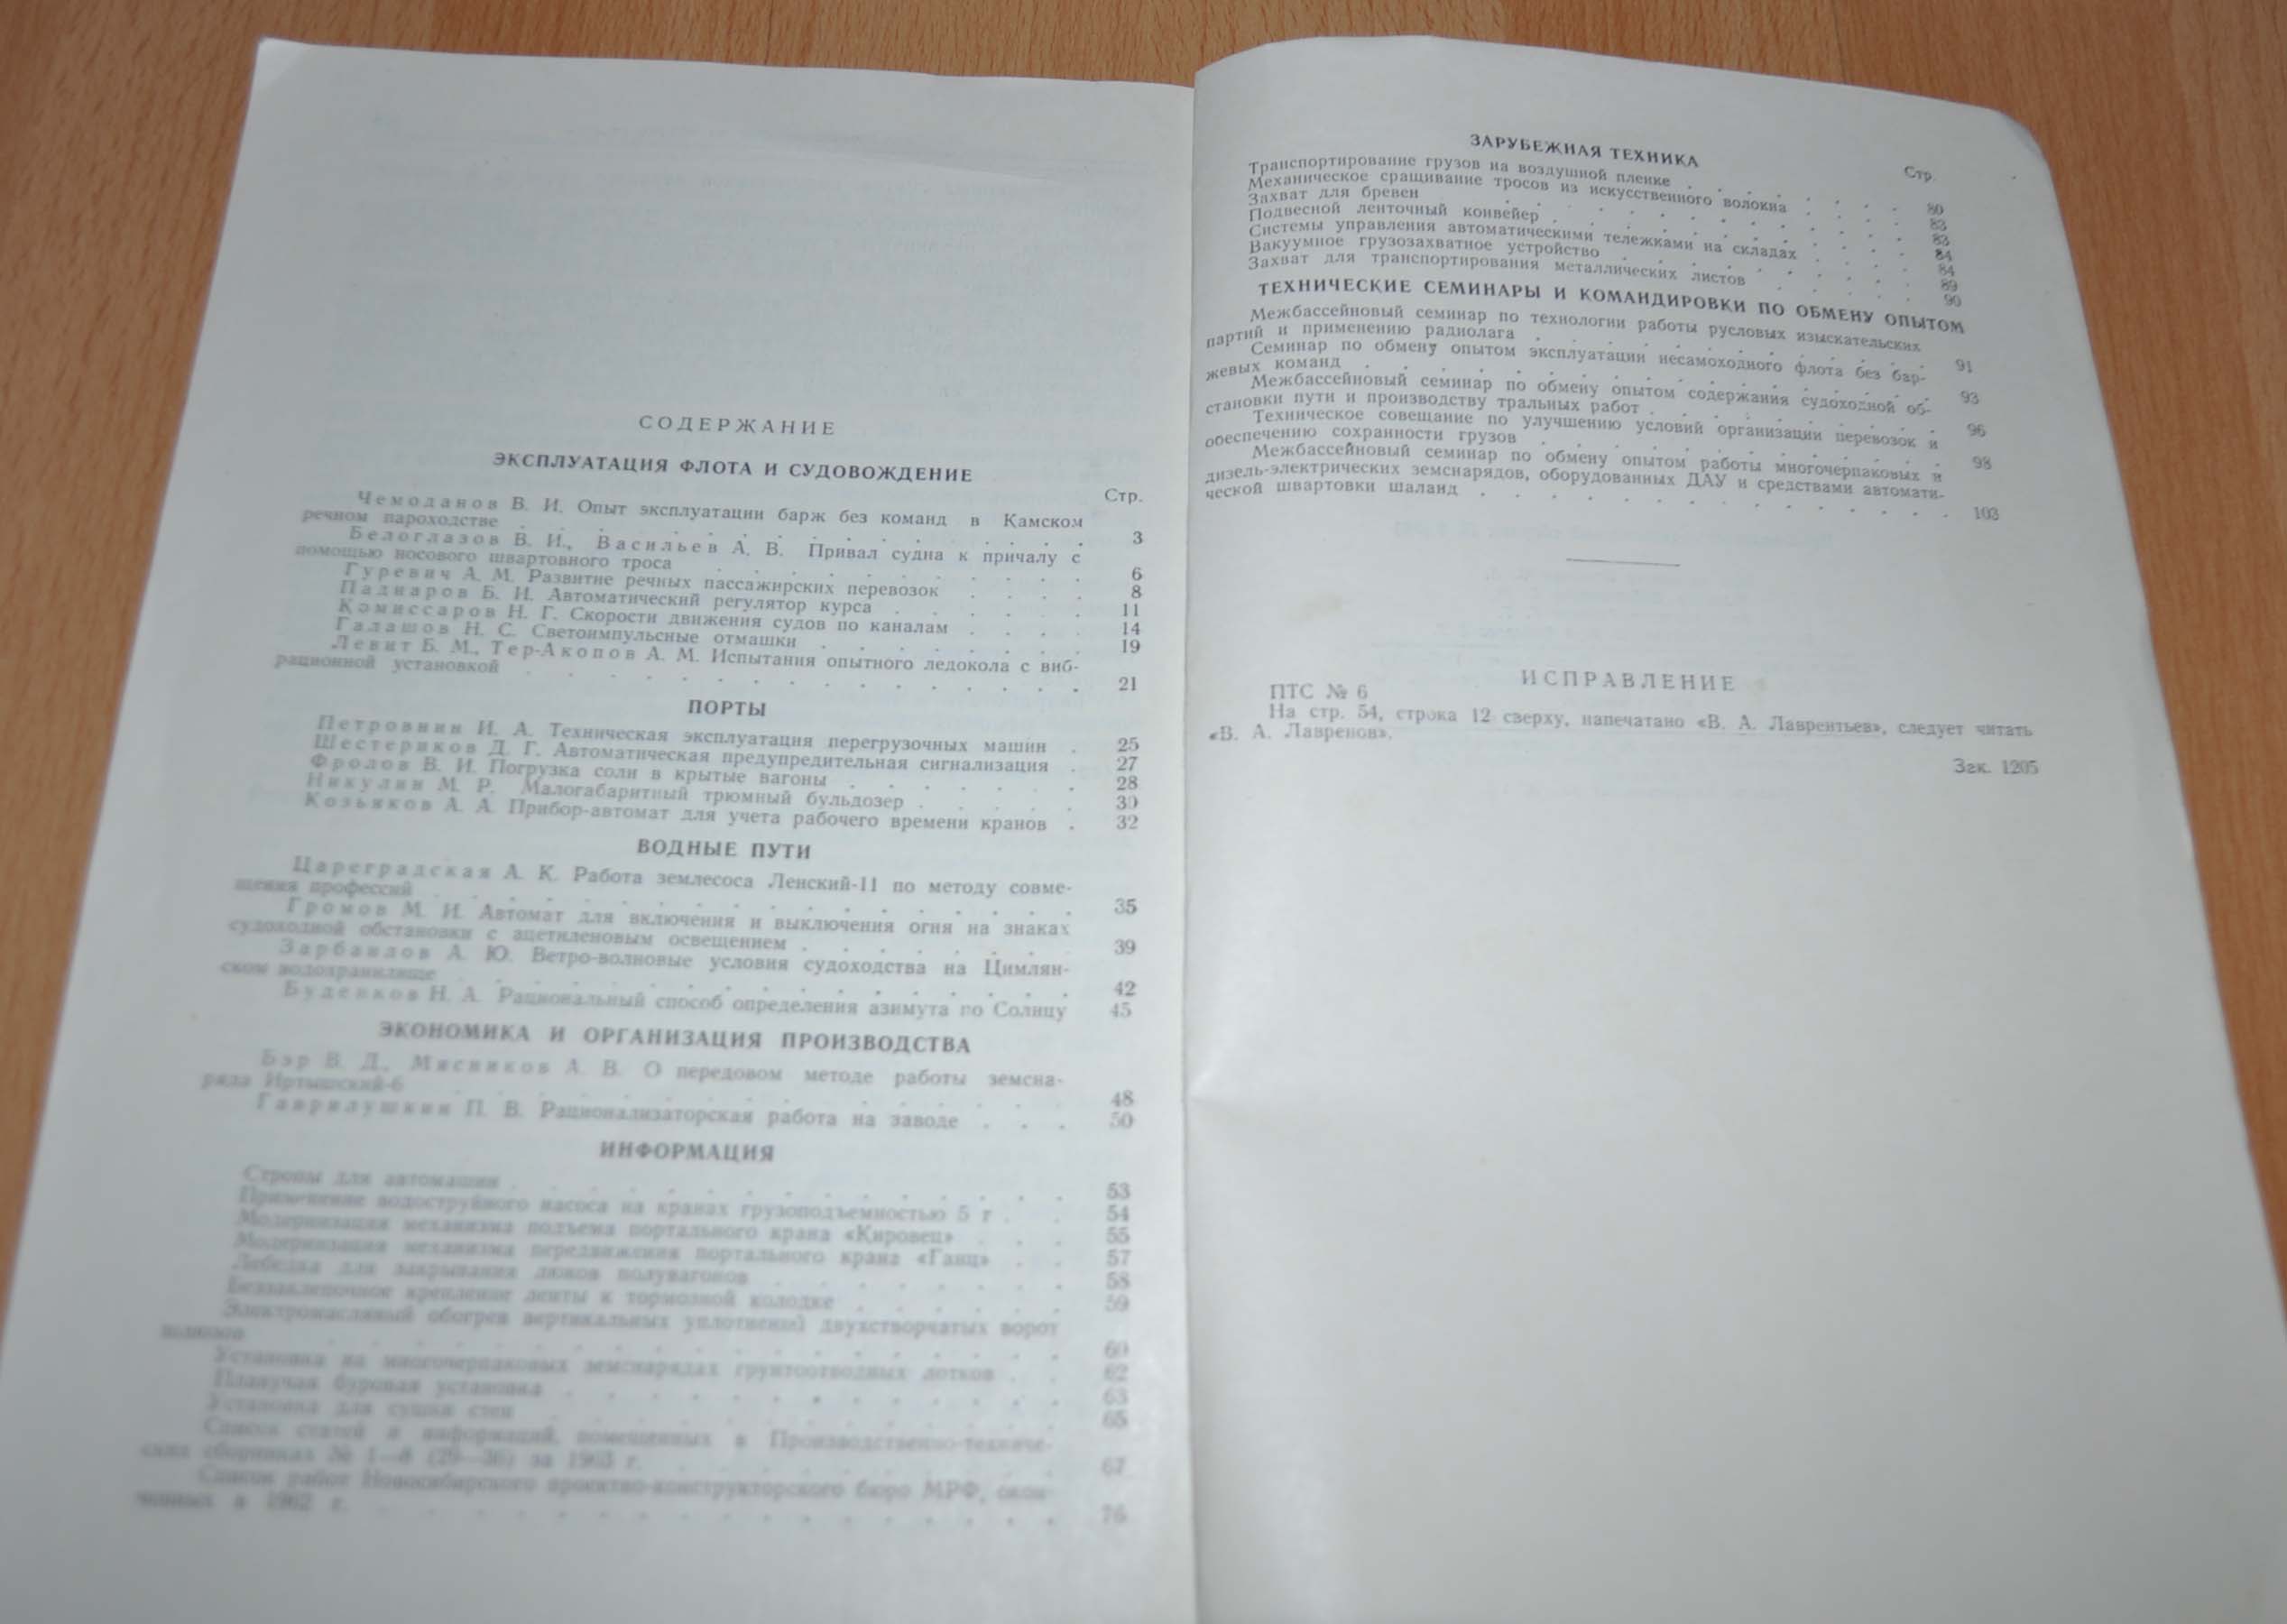 СОДЕРЖАНИЕ
ЭКСПЛУАТАЦИЯ ФЛОТА И СУДОВОЖДЕНИЕ
Стр.
Чемоданов В. И. Опыт эксплуатации барж без команд в Камском
речном пароходстве . . . . . . . . . . . 3
Белоглазов В. И., Васильев А. В. Привал судна к причалу с
помощью носового швартовного троса . . . . . . . . 6
Гуревич А. М. Развитие речных пассажирских перевозок . . . . 8
Паднаров Б. И. Автоматический регулятор курса . . . . . 11
Комиссаров Н. Г. Скорости движения судов по каналам . . . . 14
Галашов Н. С. Светоимпульсные отмашки . . . . . . . 19
Левит Б. М., Тер-Акопов А. М. Испытания опытного ледокола с виб-
рационной установкой . . . . . . . . . . . 21
ПОРТЫ
Петровнин И. А. Техническая эксплуатация перегрузочных машин . 25
Шестериков Д. Г. Автоматическая предупредительная сигнализация . 27
Фролов В. И. Погрузка соли в крытые вагоны . . . . . . 28
Никулин М. Р. Малогабаритный трюмный бульдозер . . . . . 30
Козьяков А. А. Прибор-автомат для учета рабочего времени кранов . 32
ВОДНЫЕ ПУТИ
Цареградская А. К. Работа землесоса Ленский-11 по методу совме-
щения профессий . . . . . . . . . . . . 35
Громов М. И. Автомат для включения и выключения огня на знаках
судоходной обстановки с ацетиленовым освещением . . . . . . 39
Зарбаилов А. Ю. Ветро-волновые условия судоходства на Цимлян-
ском водохранилище . . . . . . . . . . . 42
Буденков Н. А. Рациональный способ определения азимута по Солнцу 45
ЭКОНОМИКА И ОРГАНИЗАЦИЯ ПРОИЗВОДСТВА
Бэр В. Д., Мясников А. В. О передовом методе работы земсна-
ряда Иртышский-6 . . . . . . . . . . . . 48
Гаврилушкин П. В. Рационализаторская работа на заводе . . . 50
ИНФОРМАЦИЯ
Стропы для автомашин . . . . . . . . . . . 53
Применение водоструйного насоса на кранах грузоподъемностью 5 т . . 54
Модернизация механизма подъема портального крана «Кировец» . . . 55
Модернизация механизма передвижения портального крана «Ганц» . . 57
Лебедка для закрывания люков полувагонов . . . . . . . 58
Беззаклепочное крепление ленты к тормозной колодке . . . . . 59
Электромасляный обогрев вертикальных уплотнений двухстворчатых ворот
. . . . . . . . . . . . . 60
Установка на многочерпаковых земснарядах грунтоотводных лотков . . 62
Плавучая буровая установка . . . . . . . . . . 63
Установка для сушки стен . . . . . . . . . . 65
Список статей и информаций, помещенных в Производственно-техниче-
ских сборниках № 1—8 (29—36) за 1963 г. . . . . . . . . 67
Список работ Новосибирского проектно-конструкторского бюро МРФ, окон-
ченных в 1962 г. . . . . . . . . . . . . 76
ЗАРУБЕЖНАЯ ТЕХНИКА
Стр.
Транспортирование грузов на воздушной пленке . . . . . . . 80
Механическое сращивание тросов из искусственного волокна . . . . 83
Захват для бревен . . . . . . . . . . . 83
Подвесной ленточный конвейер . . . . . . . . . . 84
Системы управления автоматическими тележками на складах . . . . 84
Вакуумное грузозахватное устройство . . . . . . . . . 89
Захват для транспортирования металлических листов . . . . . 90
ТЕХНИЧЕСКИЕ СЕМИНАРЫ И КОМАНДИРОВКИ ПО ОБМЕНУ ОПЫТОМ
Межбассейновый семинар по технологии работы русловых изыскательских
партий и применению радиолага . . . . . . . . . . 91
Семинар по обмену опытом эксплуатации несамоходного флота без бар-
жевых команд . . . . . . . . . . . . . 93
Межбассейновый семинар по обмену опытом содержания судоходной об-
становки пути и производству тральных работ . . . . . . . 96
Техническое совещание по улучшению условий организации перевозок и
обеспечению сохранности грузов . . . . . . . . . . 98
Межбассейновый семинар по обмену опытом работы многочерпаковых и
дизель-электрических земснарядов, оборудованных ДАУ и средствами автомати-
ческой швартовки шаланд . . . . . . . . . . . . 103
ИСПРАВЛЕНИЕ
ПТС № 6
На стр. 54, строка 12 сверху, напечатано «В. А. Лаврентьев», следует читать
«В. А. Лавренов».
Зак. 1205